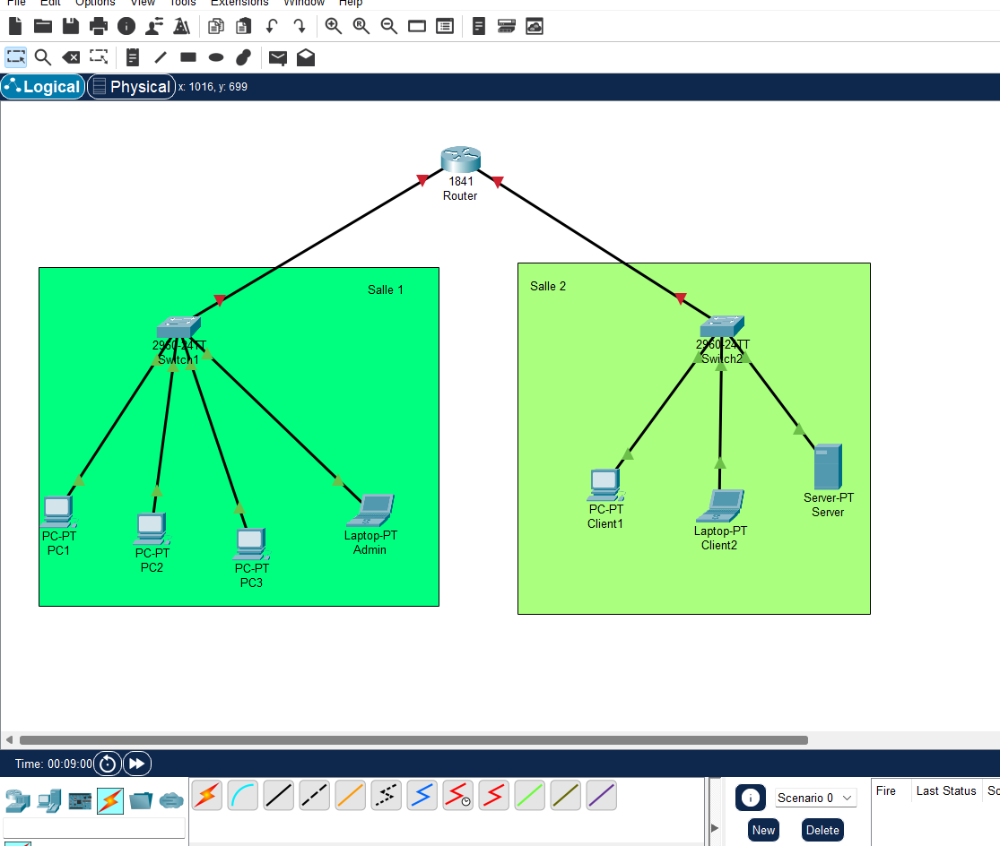 File Edit Options View Tools Extensions Window Help
Logical Physical x: 1016, y: 699
1841
Router
Salle 1
Salle 2
2960-24TT
Switch1
2960-24TT
Switch2
PC-PT
PC1
PC-PT
PC2
PC-PT
PC3
Laptop-PT
Admin
PC-PT
Client1
Laptop-PT
Client2
Server-PT
Server
Time: 00:09:00
Scenario 0
New Delete
Fire Last Status Sc